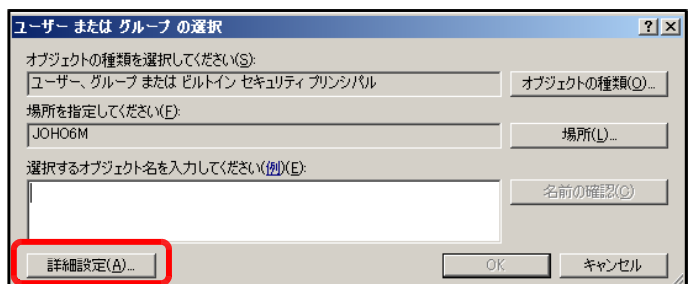 ユーザー または グループ の選択
オブジェクトの種類を選択してください(S):
ユーザー、グループ または ビルトイン セキュリティ プリンシパル
オブジェクトの種類(O)...
場所を指定してください(F):
JOHO6M
場所(L)...
選択するオブジェクト名を入力してください(例)(E):
名前の確認(C)
詳細設定(A)...
OK
キャンセル